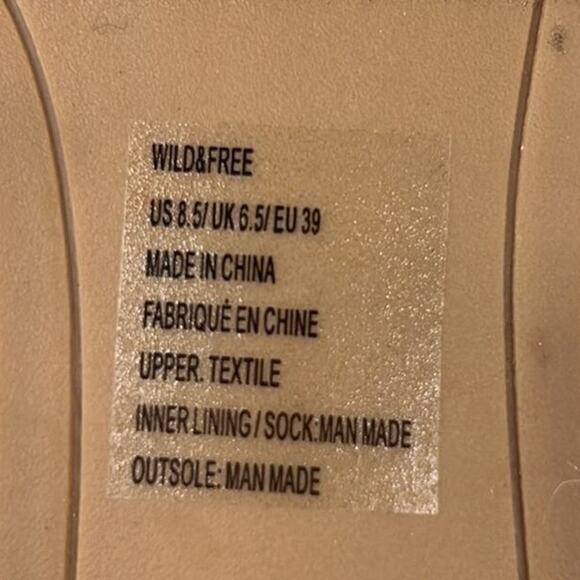 WILD&FREE
US 8.5/ UK 6.5/ EU 39
MADE IN CHINA
FABRIQUÉ EN CHINE
UPPER. TEXTILE
INNER LINING / SOCK:MAN MADE
OUTSOLE: MAN MADE